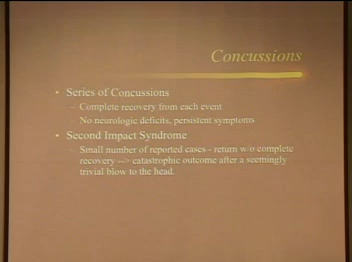 Concussions
• Series of Concussions
– Complete recovery from each event
– No neurologic deficits, persistent symptoms
• Second Impact Syndrome
– Small number of reported cases - return w/o complete
recovery --> catastrophic outcome after a seemingly
trivial blow to the head.